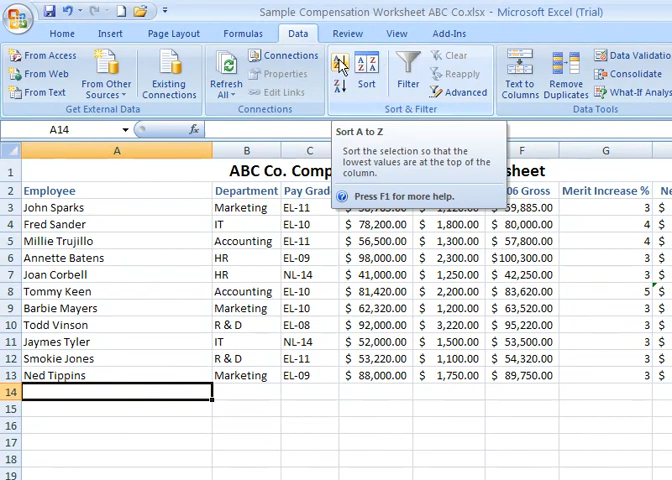 Sample Compensation Worksheet ABC Co.xlsx - Microsoft Excel (Trial)
Home Insert Page Layout Formulas Data Review View Add-Ins
From Access
From Web
From Text
From Other Sources
Existing Connections
Get External Data
Refresh All
Connections
Properties
Edit Links
Connections
Sort
Filter
Clear
Reapply
Advanced
Sort & Filter
Text to Columns
Remove Duplicates
Data Validation
Consolidate
What-If Analys
Data Tools
A14 fx
Sort A to Z
Sort the selection so that the
lowest values are at the top of the
column.
Press F1 for more help.
A B C F G
1 ABC Co. Comp sheet
2 Employee Department Pay Grad 06 Gross Merit Increase % Ne
3 John Sparks Marketing EL-11 $ 59,885.00 3 $
4 Fred Sander IT EL-10 $ 78,200.00 $ 1,800.00 $ 80,000.00 4 $
5 Millie Trujillo Accounting EL-11 $ 56,500.00 $ 1,300.00 $ 57,800.00 4 $
6 Annette Batens HR EL-09 $ 98,000.00 $ 2,300.00 $100,300.00 3 $
7 Joan Corbell HR NL-14 $ 41,000.00 $ 1,250.00 $ 42,250.00 3 $
8 Tommy Keen Accounting EL-10 $ 81,420.00 $ 2,200.00 $ 83,620.00 5 $
9 Barbie Mayers Marketing EL-10 $ 62,320.00 $ 1,200.00 $ 63,520.00 3 $
10 Todd Vinson R & D EL-08 $ 92,000.00 $ 3,220.00 $ 95,220.00 3 $
11 Jaymes Tyler IT NL-14 $ 52,000.00 $ 1,500.00 $ 53,500.00 3 $
12 Smokie Jones R & D EL-11 $ 53,220.00 $ 1,100.00 $ 54,320.00 3 $
13 Ned Tippins Marketing EL-09 $ 88,000.00 $ 1,750.00 $ 89,750.00 3 $
14
15
16
17
18
19